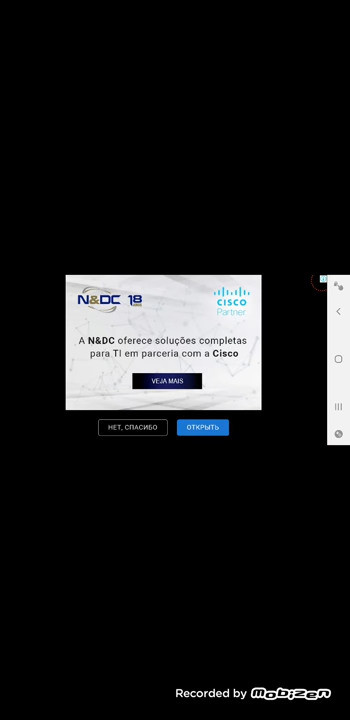 N&DC 18
ANOS
CISCO
Partner
A N&DC oferece soluções completas
para TI em parceria com a Cisco
VEJA MAIS
НЕТ, СПАСИБО
ОТКРЫТЬ
Recorded by MOBIZEN